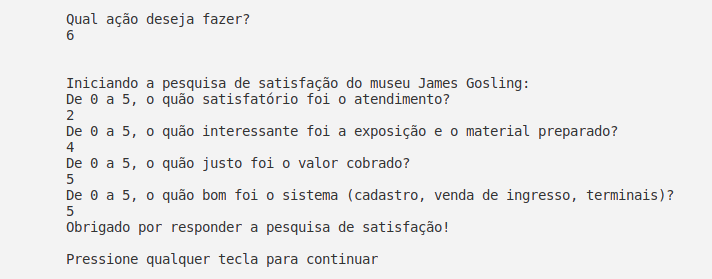 Qual ação deseja fazer?
6
Iniciando a pesquisa de satisfação do museu James Gosling:
De 0 a 5, o quão satisfatório foi o atendimento?
2
De 0 a 5, o quão interessante foi a exposição e o material preparado?
4
De 0 a 5, o quão justo foi o valor cobrado?
5
De 0 a 5, o quão bom foi o sistema (cadastro, venda de ingresso, terminais)?
5
Obrigado por responder a pesquisa de satisfação!
Pressione qualquer tecla para continuar